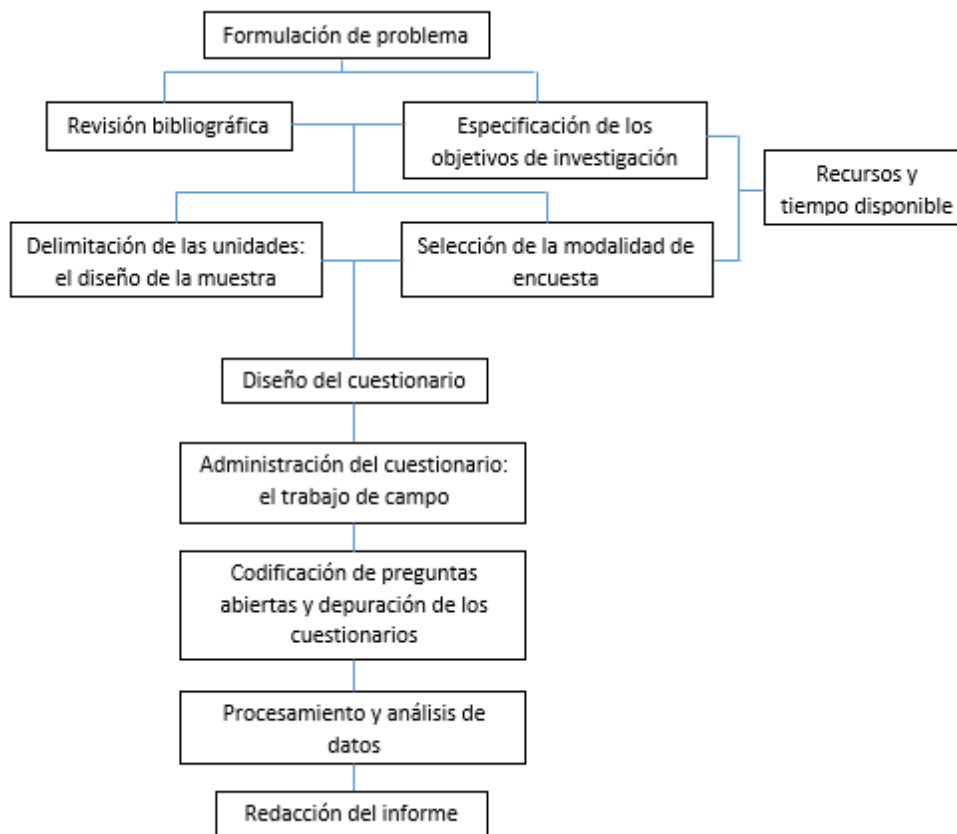 Formulación de problema
Revisión bibliográfica
Especificación de los
objetivos de investigación
Recursos y
tiempo disponible
Delimitación de las unidades:
el diseño de la muestra
Selección de la modalidad de
encuesta
Diseño del cuestionario
Administración del cuestionario:
el trabajo de campo
Codificación de preguntas
abiertas y depuración de los
cuestionarios
Procesamiento y análisis de
datos
Redacción del informe